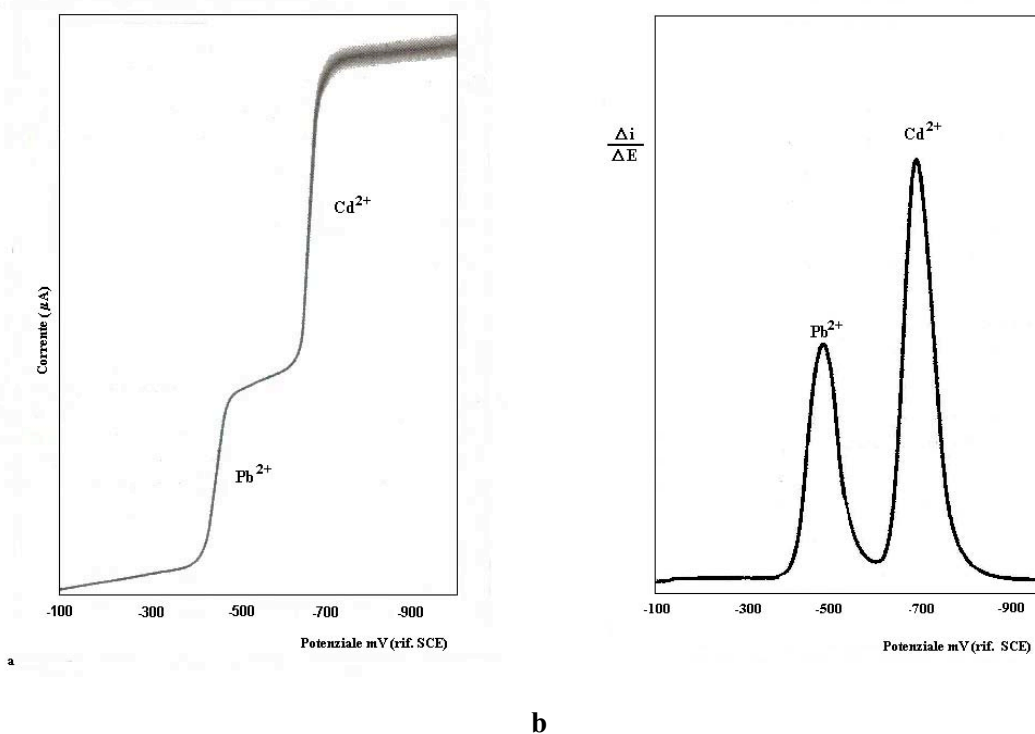 Corrente (μA)
Cd²⁺
Pb²⁺
-100 -300 -500 -700 -900
Potenziale mV (rif. SCE)
a
Δi
ΔE
Cd²⁺
Pb²⁺
-100 -300 -500 -700 -900
Potenziale mV (rif. SCE)
b